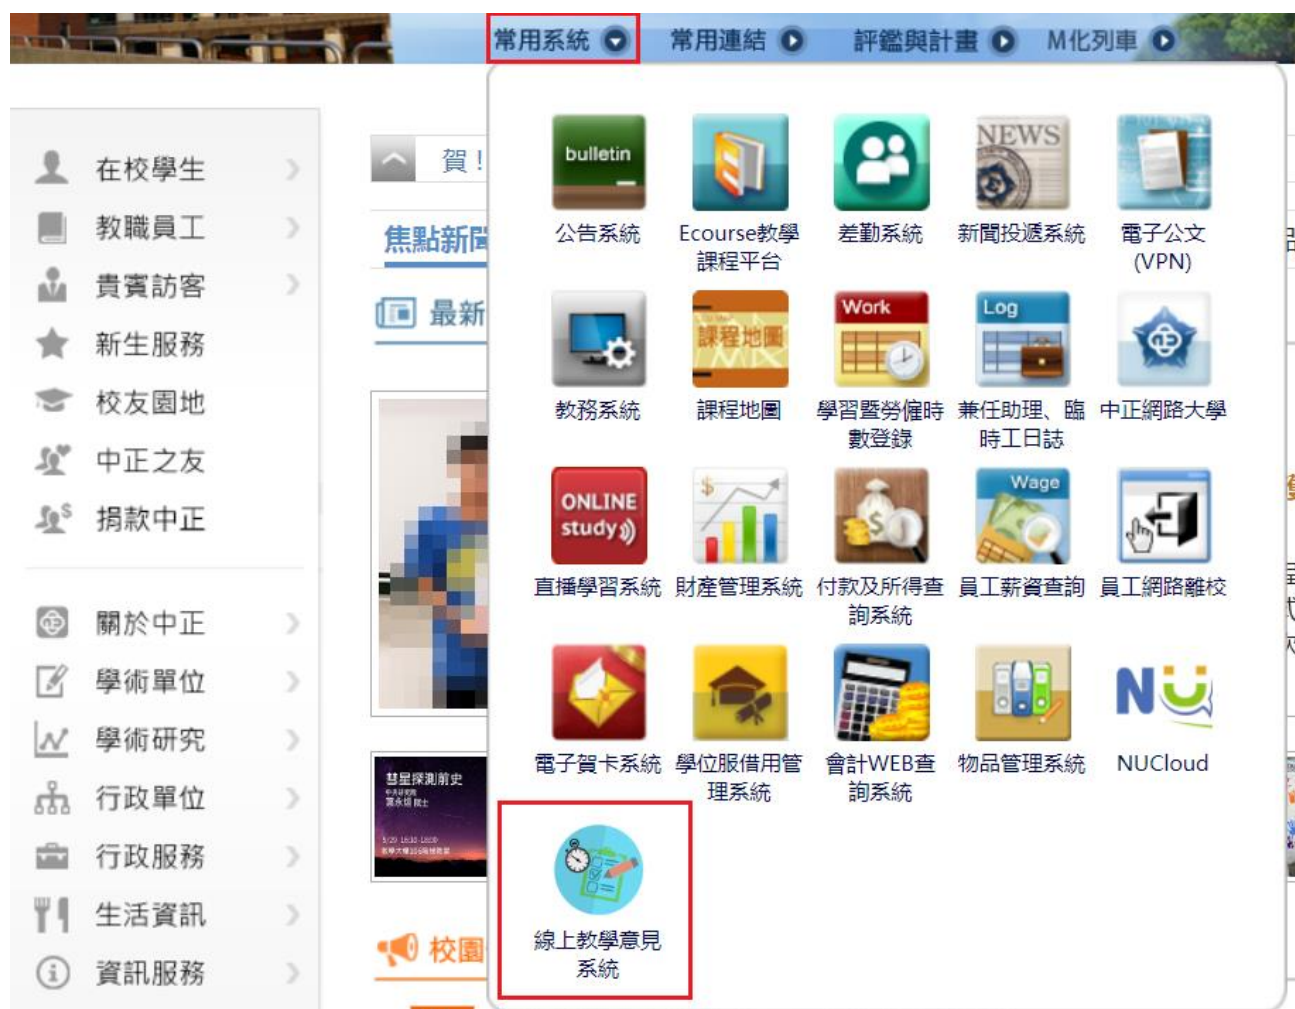 常用系統
常用連結
評鑑與計畫
M化列車
在校學生
教職員工
貴賓訪客
新生服務
校友園地
中正之友
捐款中正
關於中正
學術單位
學術研究
行政單位
行政服務
生活資訊
資訊服務
賀！
焦點新聞
最新
校園
彗星探測前史
bulletin
NEWS
公告系統
Ecourse教學
課程平台
差勤系統
新聞投遞系統
電子公文
(VPN)
課程地圖
Work
Log
教務系統
課程地圖
學習暨勞僱時
數登錄
兼任助理、臨
時工日誌
中正網路大學
ONLINE
study
Wage
直播學習系統
財產管理系統
付款及所得查
詢系統
員工薪資查詢
員工網路離校
NU
電子賀卡系統
學位服借用管
理系統
會計WEB查
詢系統
物品管理系統
NUCloud
線上教學意見
系統